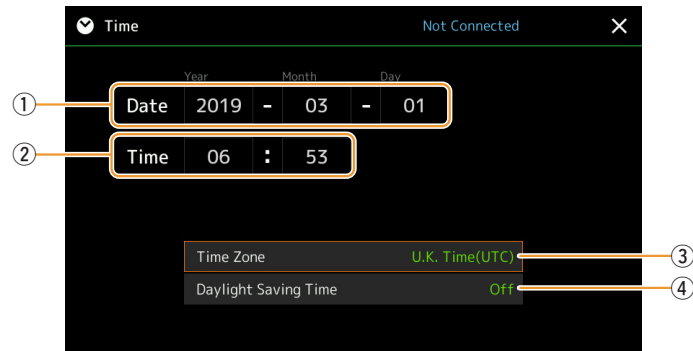 Time Not Connected
Year Month Day
① Date 2019 - 03 - 01
② Time 06 : 53
Time Zone U.K. Time(UTC) ③
Daylight Saving Time Off ④